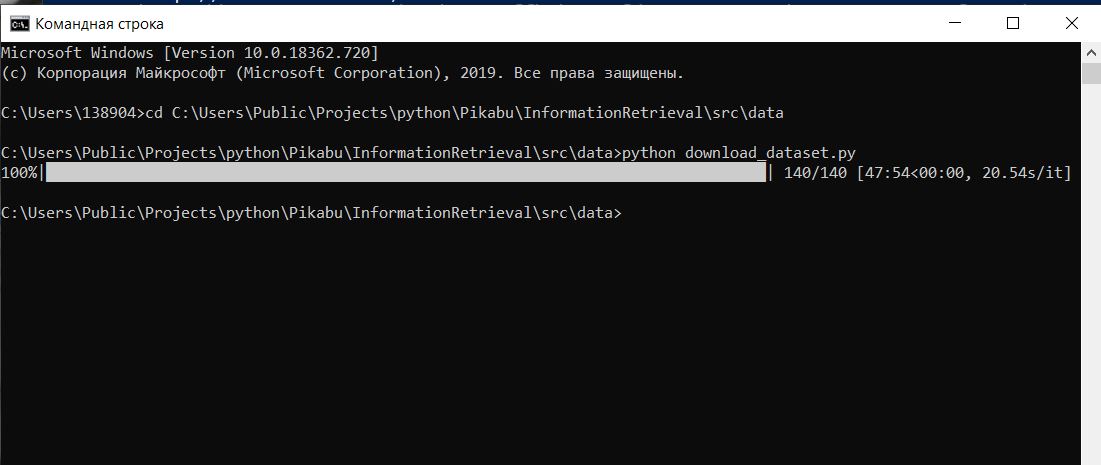 Командная строка
Microsoft Windows [Version 10.0.18362.720]
(c) Корпорация Майкрософт (Microsoft Corporation), 2019. Все права защищены.
C:\Users\138904>cd C:\Users\Public\Projects\python\Pikabu\InformationRetrieval\src\data
C:\Users\Public\Projects\python\Pikabu\InformationRetrieval\src\data>python download_dataset.py
100%|██████████| 140/140 [47:54<00:00, 20.54s/it]
C:\Users\Public\Projects\python\Pikabu\InformationRetrieval\src\data>